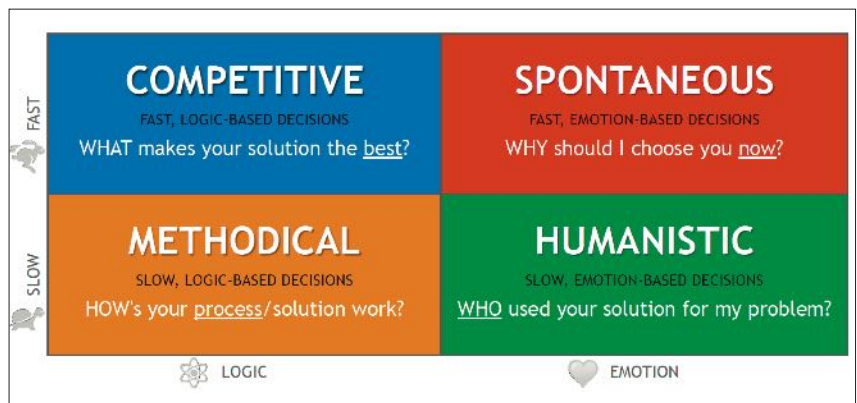 FAST
COMPETITIVE
FAST, LOGIC-BASED DECISIONS
WHAT makes your solution the best?
SPONTANEOUS
FAST, EMOTION-BASED DECISIONS
WHY should I choose you now?
SLOW
METHODICAL
SLOW, LOGIC-BASED DECISIONS
HOW's your process/solution work?
HUMANISTIC
SLOW, EMOTION-BASED DECISIONS
WHO used your solution for my problem?
LOGIC
EMOTION